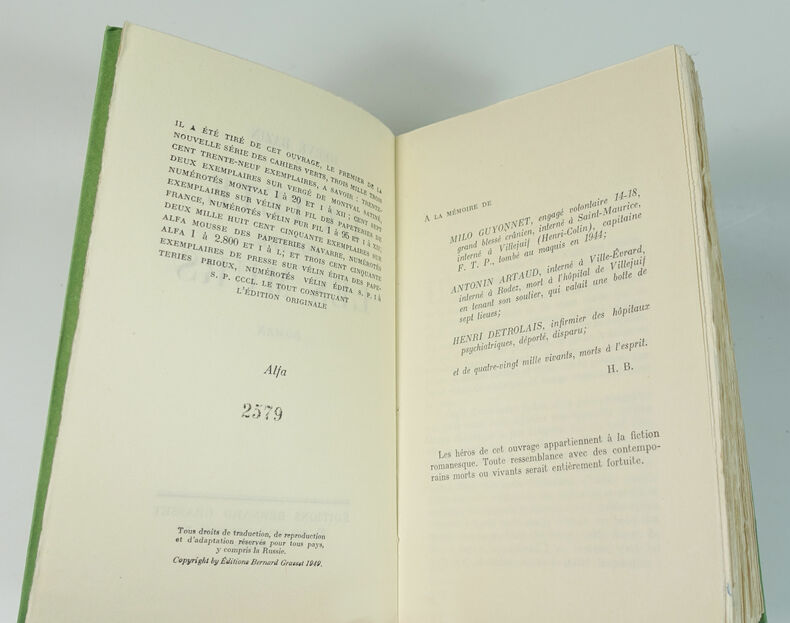 IL A ÉTÉ TIRÉ DE CET OUVRAGE, LE PREMIER DE LA
NOUVELLE SÉRIE DES CAHIERS VERTS, TROIS MILLE TROIS
CENT TRENTE-NEUF EXEMPLAIRES, A SAVOIR : TRENTE-
DEUX EXEMPLAIRES SUR VERGÉ DE MONTVAL SATINÉ,
NUMÉROTÉS MONTVAL 1 à 20 ET I à XII; CENT SEPT
EXEMPLAIRES SUR VÉLIN PUR FIL DES PAPETERIES DE
FRANCE, NUMÉROTÉS VÉLIN PUR FIL 1 à 95 ET I à XII;
DEUX MILLE HUIT CENT CINQUANTE EXEMPLAIRES SUR
ALFA MOUSSE DES PAPETERIES NAVARRE, NUMÉROTÉS
ALFA 1 à 2.800 ET I à L; ET TROIS CENT CINQUANTE
EXEMPLAIRES DE PRESSE SUR VÉLIN ÉDITA DES PAPE-
TERIES PRIOUX, NUMÉROTÉS VÉLIN ÉDITA S. P. I à
S. P. CCCL. LE TOUT CONSTITUANT
L'ÉDITION ORIGINALE
Alfa
2579
Tous droits de traduction, de reproduction
et d'adaptation réservés pour tous pays,
y compris la Russie.
Copyright by Éditions Bernard Grasset 1949.
A LA MÉMOIRE DE
MILO GUYONNET, engagé volontaire 14-18,
grand blessé crânien, interné à Saint-Maurice,
interné à Villejuif (Henri-Colin), capitaine
F. T. P., tombé au maquis en 1944;
ANTONIN ARTAUD, interné à Ville-Évrard,
interné à Rodez, mort à l'hôpital de Villejuif
en tenant son soulier, qui valait une botte de
sept lieues;
HENRI DETROLAIS, infirmier des hôpitaux
psychiatriques, déporté, disparu;
et de quatre-vingt mille vivants, morts à l'esprit.
H. B.
Les héros de cet ouvrage appartiennent à la fiction
romanesque. Toute ressemblance avec des contempo-
rains morts ou vivants serait entièrement fortuite.